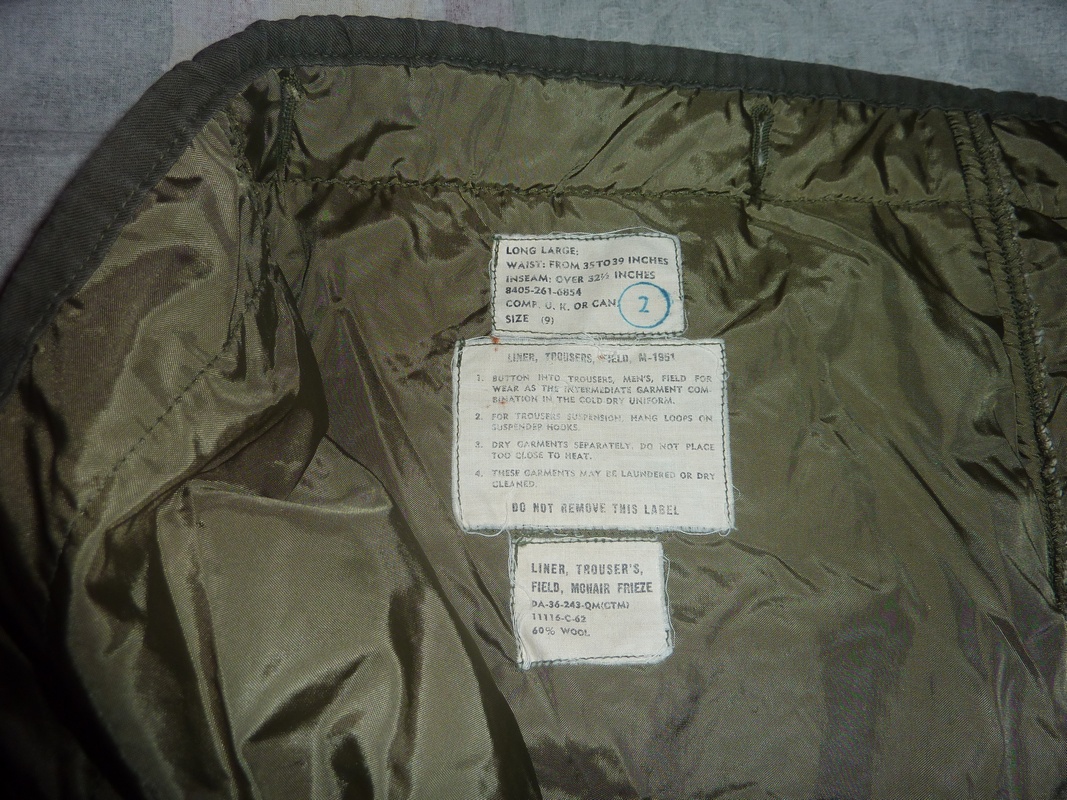 LONG LARGE:
WAIST: FROM 35 TO 39 INCHES
INSEAM: OVER 32½ INCHES
8405-261-6854
COMP. U. K. OR CAN.
SIZE (9)
2
LINER, TROUSERS, FIELD, M-1951
1. BUTTON INTO TROUSERS, MEN'S, FIELD FOR
WEAR AS THE INTERMEDIATE GARMENT COM-
BINATION IN THE COLD-DRY UNIFORM.
2. FOR TROUSERS SUSPENSION, HANG LOOPS ON
SUSPENDER HOOKS.
3. DRY GARMENTS SEPARATELY. DO NOT PLACE
TOO CLOSE TO HEAT.
4. THESE GARMENTS MAY BE LAUNDERED OR DRY
CLEANED.
DO NOT REMOVE THIS LABEL
LINER, TROUSER'S,
FIELD, MOHAIR FRIEZE
DA-36-243-QM(CTM)
11116-C-62
60% WOOL